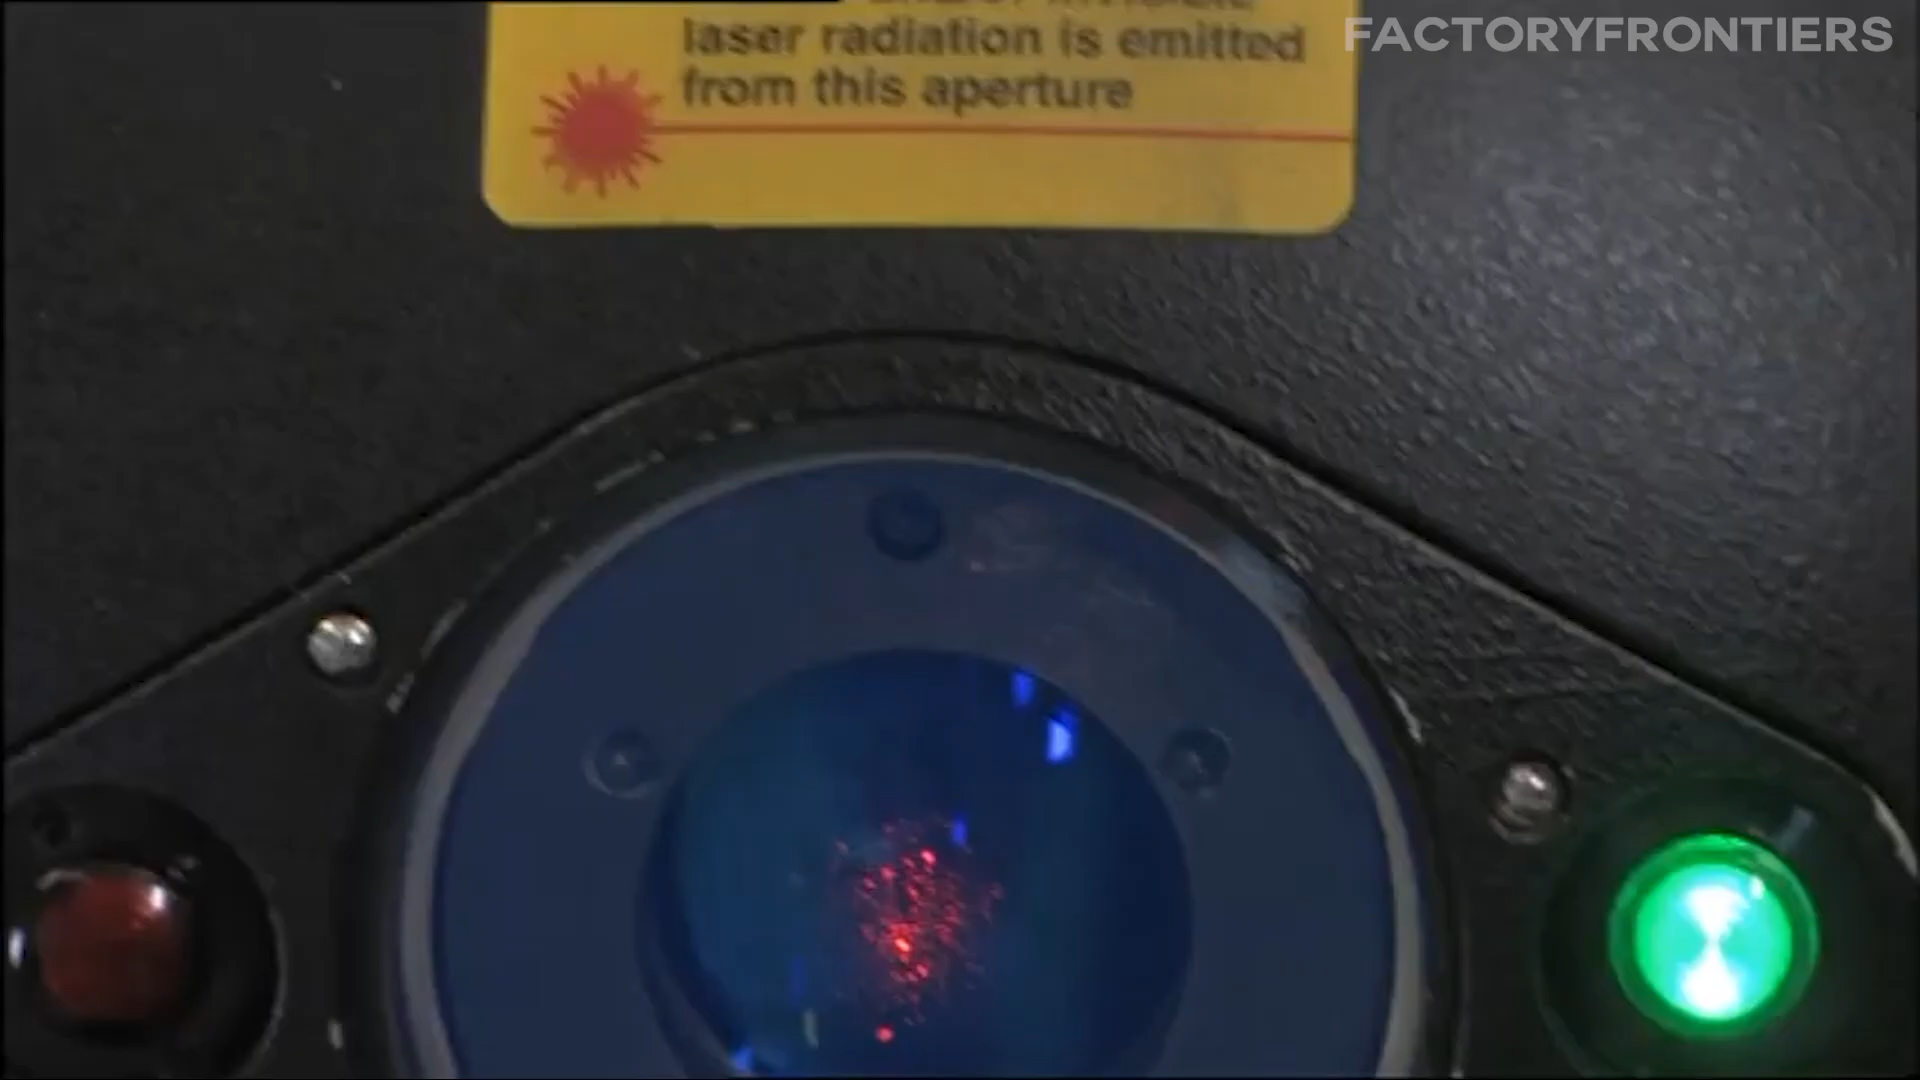 laser radiation is emitted
from this aperture
FACTORYFRONTIERS